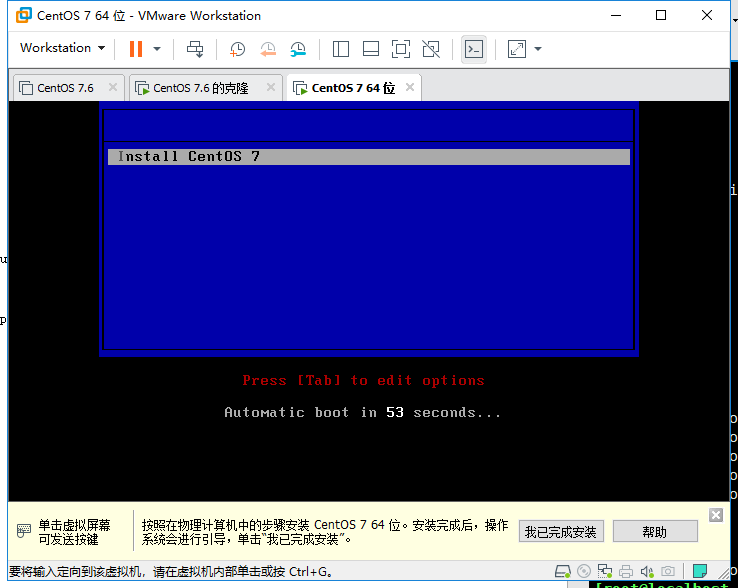 CentOS 7 64 位 - VMware Workstation
Workstation
CentOS 7.6
CentOS 7.6 的克隆
CentOS 7 64 位
Install CentOS 7
Press [Tab] to edit options
Automatic boot in 53 seconds...
单击虚拟屏幕
可发送按键
按照在物理计算机中的步骤安装 CentOS 7 64 位。安装完成后，操作
系统会进行引导，单击“我已完成安装”。
我已完成安装
帮助
要将输入定向到该虚拟机，请在虚拟机内部单击或按 Ctrl+G。